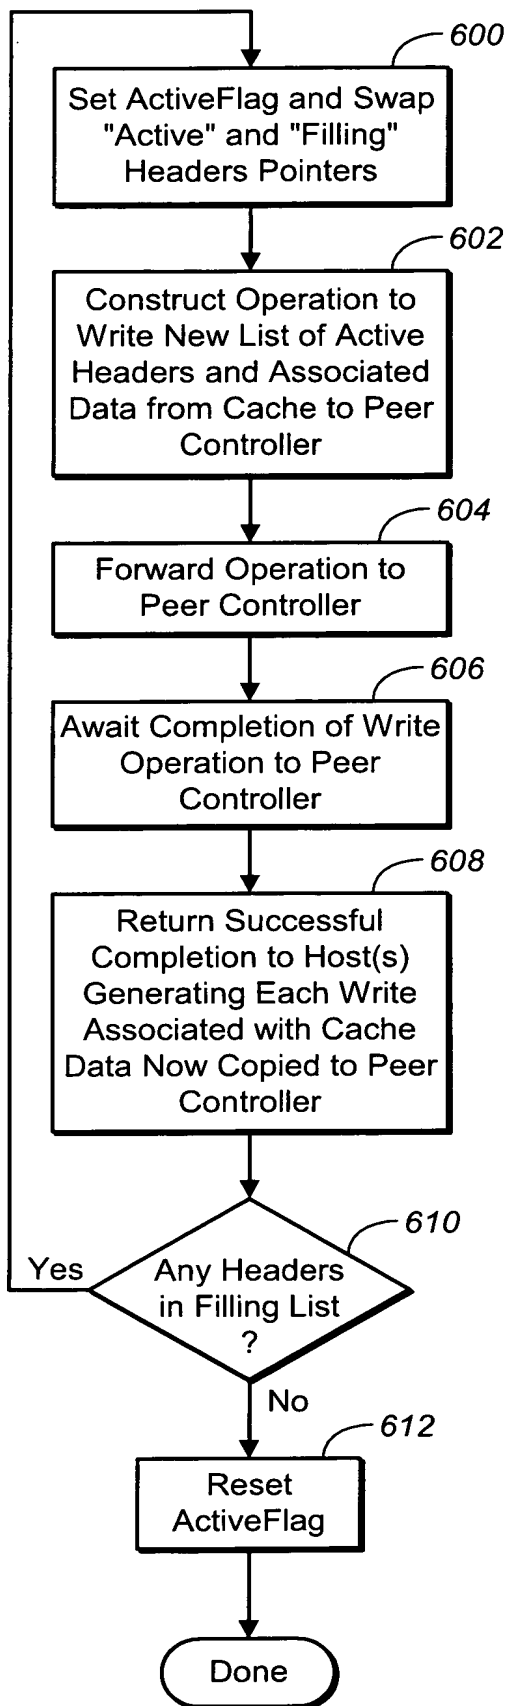 600
Set ActiveFlag and Swap
"Active" and "Filling"
Headers Pointers
602
Construct Operation to
Write New List of Active
Headers and Associated
Data from Cache to Peer
Controller
604
Forward Operation to
Peer Controller
606
Await Completion of Write
Operation to Peer
Controller
608
Return Successful
Completion to Host(s)
Generating Each Write
Associated with Cache
Data Now Copied to Peer
Controller
610
Yes
Any Headers
in Filling List
?
No
612
Reset
ActiveFlag
Done